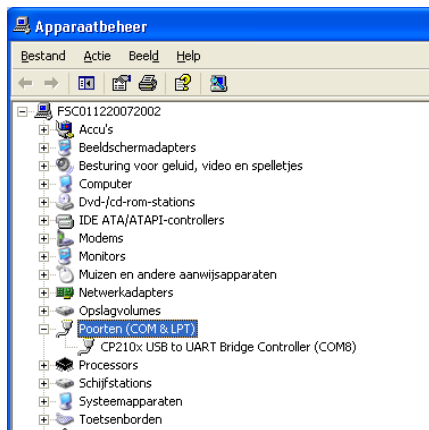 Apparaatbeheer
Bestand Actie Beeld Help
FSC011220072002
Accu's
Beeldschermadapters
Besturing voor geluid, video en spelletjes
Computer
Dvd-/cd-rom-stations
IDE ATA/ATAPI-controllers
Modems
Monitors
Muizen en andere aanwijsapparaten
Netwerkadapters
Opslagvolumes
Poorten (COM & LPT)
CP210x USB to UART Bridge Controller (COM8)
Processors
Schijfstations
Systeemapparaten
Toetsenborden